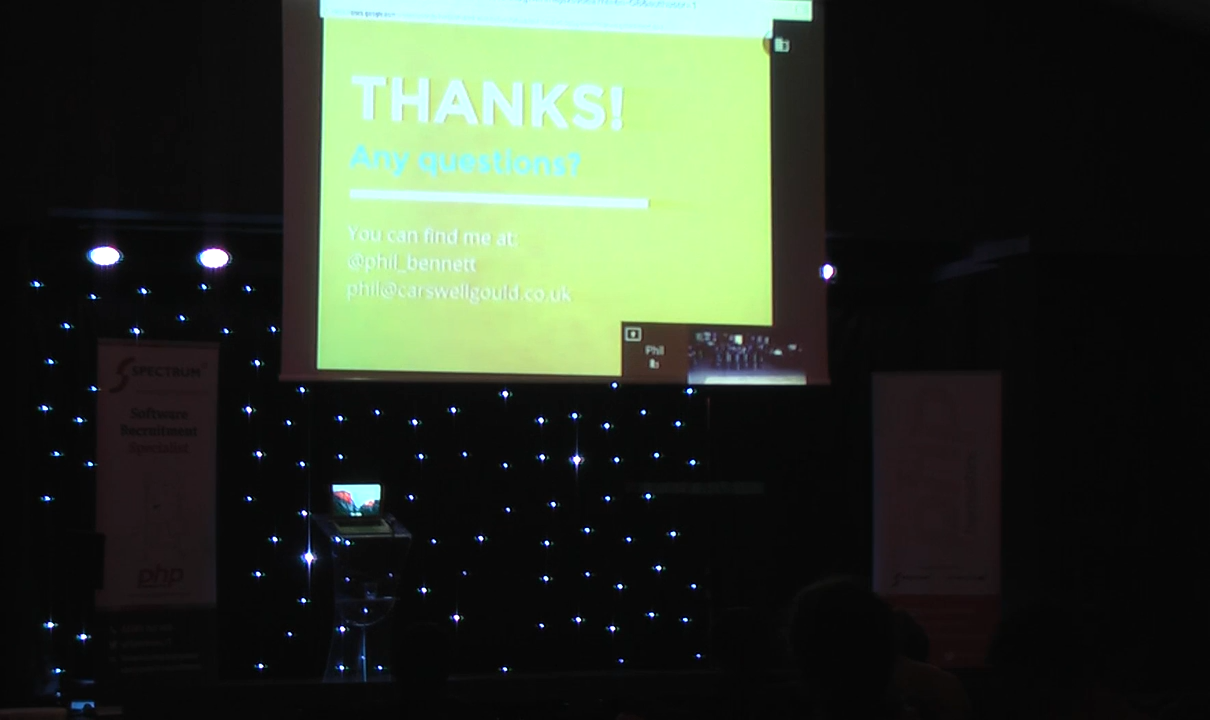 THANKS!
Any questions?
You can find me at:
@phil_bennett
phil@carswellgould.co.uk
Phil
SPECTRUM
Software
Recruitment
Specialist
php